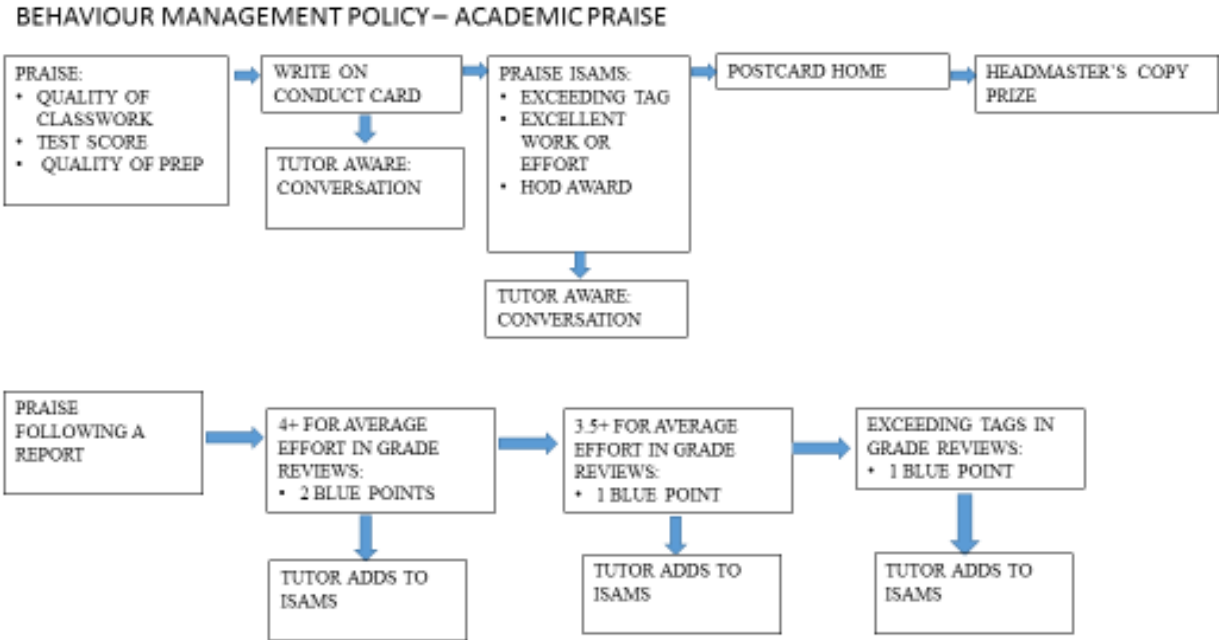 BEHAVIOUR MANAGEMENT POLICY – ACADEMIC PRAISE
PRAISE:
• QUALITY OF
CLASSWORK
• TEST SCORE
• QUALITY OF PREP
WRITE ON
CONDUCT CARD
TUTOR AWARE:
CONVERSATION
PRAISE ISAMS:
• EXCEEDING TAG
• EXCELLENT
WORK OR
EFFORT
• HOD AWARD
TUTOR AWARE:
CONVERSATION
POSTCARD HOME
HEADMASTER'S COPY
PRIZE
PRAISE
FOLLOWING A
REPORT
4+ FOR AVERAGE
EFFORT IN GRADE
REVIEWS:
• 2 BLUE POINTS
TUTOR ADDS TO
ISAMS
3.5+ FOR AVERAGE
EFFORT IN GRADE
REVIEWS:
• 1 BLUE POINT
TUTOR ADDS TO
ISAMS
EXCEEDING TAGS IN
GRADE REVIEWS:
• 1 BLUE POINT
TUTOR ADDS TO
ISAMS